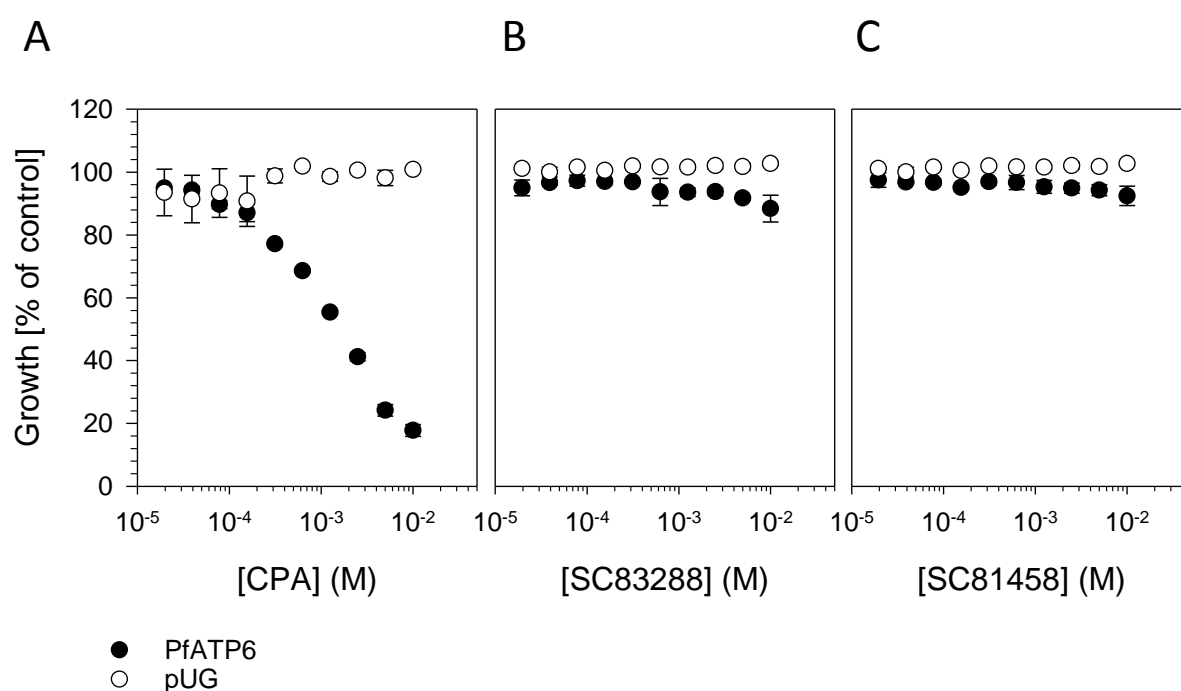 A B C
120
100
80
60
40
20
0
Growth [% of control]
10-5 10-4 10-3 10-2 10-5 10-4 10-3 10-2 10-5 10-4 10-3 10-2
[CPA] (M) [SC83288] (M) [SC81458] (M)
PfATP6
pUG